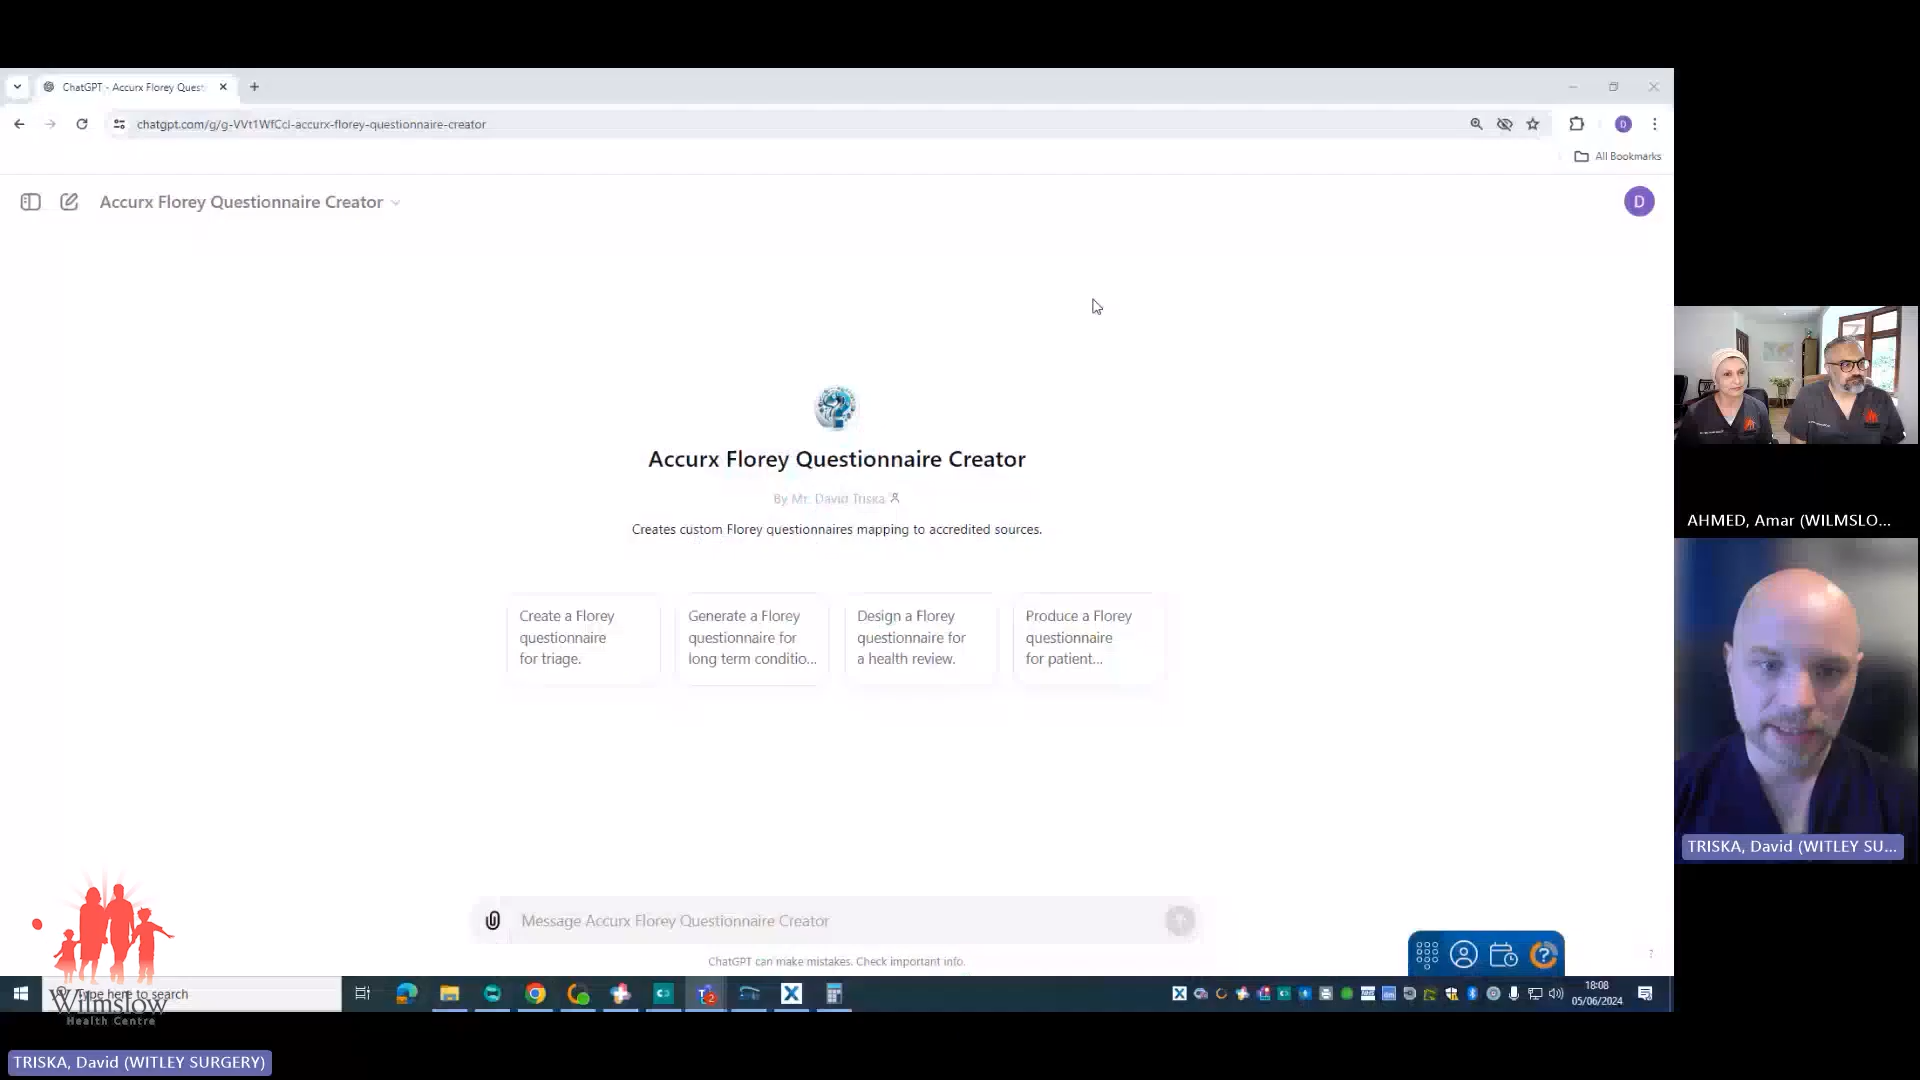 ChatGPT - Accurx Florey Quest
chatgpt.com/g/g-VVt1WfCcI-accurx-florey-questionnaire-creator
D
All Bookmarks
Accurx Florey Questionnaire Creator
D
Accurx Florey Questionnaire Creator
By Mr. David Triska
Creates custom Florey questionnaires mapping to accredited sources.
Create a Florey
questionnaire
for triage.
Generate a Florey
questionnaire for
long term conditio...
Design a Florey
questionnaire for
a health review.
Produce a Florey
questionnaire
for patient...
AHMED, Amar (WILMSLO...
TRISKA, David (WITLEY SU...
Message Accurx Florey Questionnaire Creator
ChatGPT can make mistakes. Check important info.
?
Type here to search
18:08
05/06/2024
Wilmslow
Health Centre
TRISKA, David (WITLEY SURGERY)